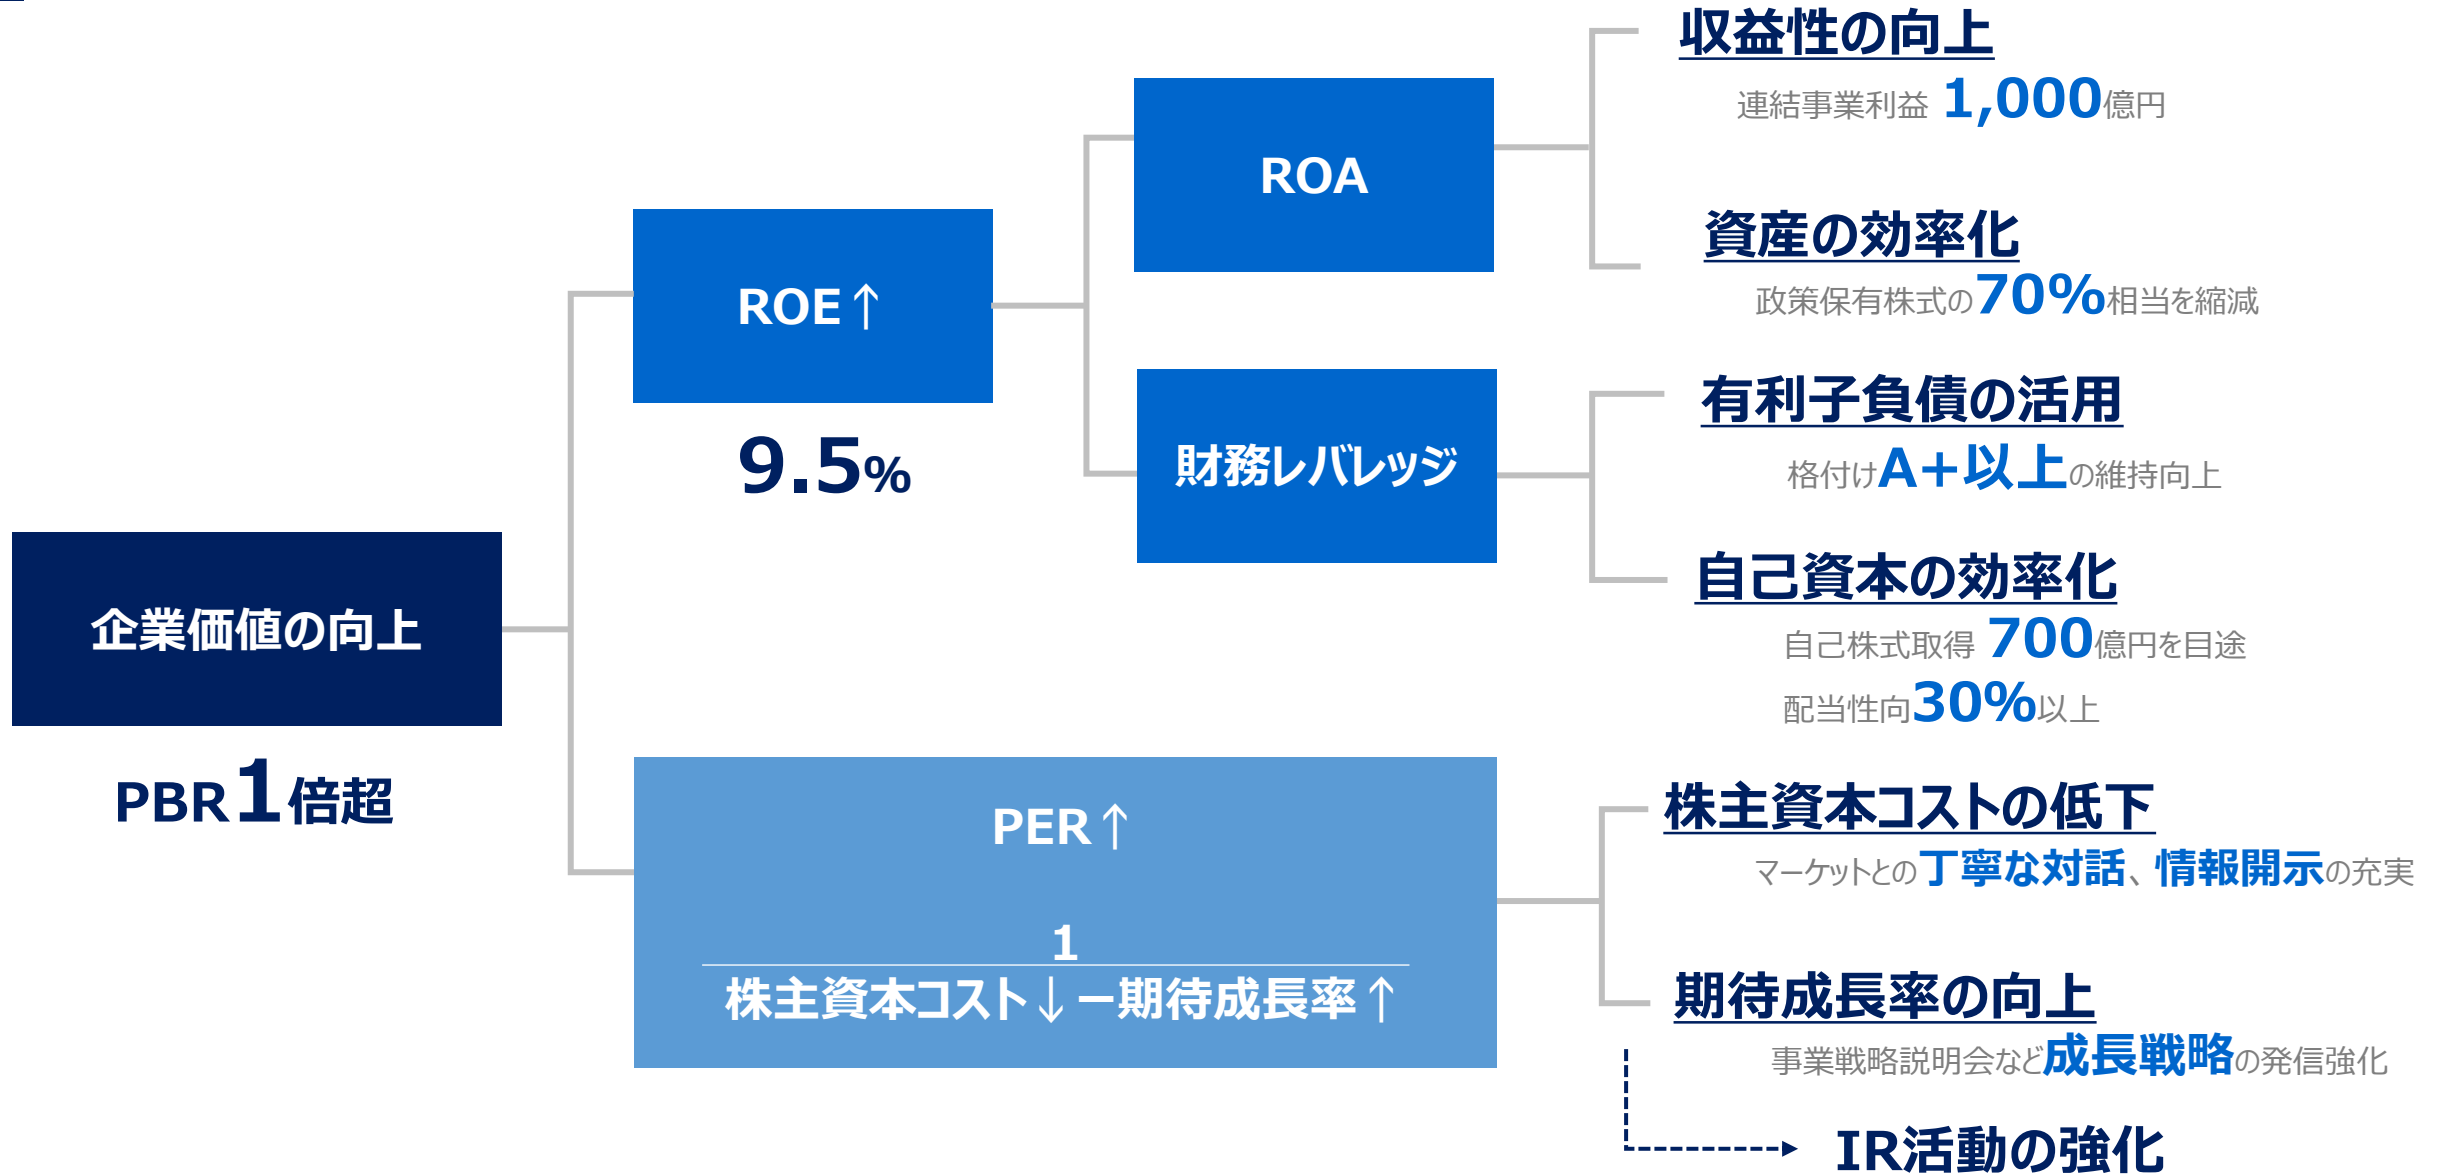 企業価値の向上
PBR1倍超
ROE↑
9.5%
ROA
収益性の向上
連結事業利益 1,000億円
資産の効率化
政策保有株式の70%相当を縮減
財務レバレッジ
有利子負債の活用
格付けA+以上の維持向上
自己資本の効率化
自己株式取得 700億円を目途
配当性向30%以上
PER↑
1
株主資本コスト↓ー期待成長率↑
株主資本コストの低下
マーケットとの丁寧な対話、情報開示の充実
期待成長率の向上
事業戦略説明会など成長戦略の発信強化
IR活動の強化